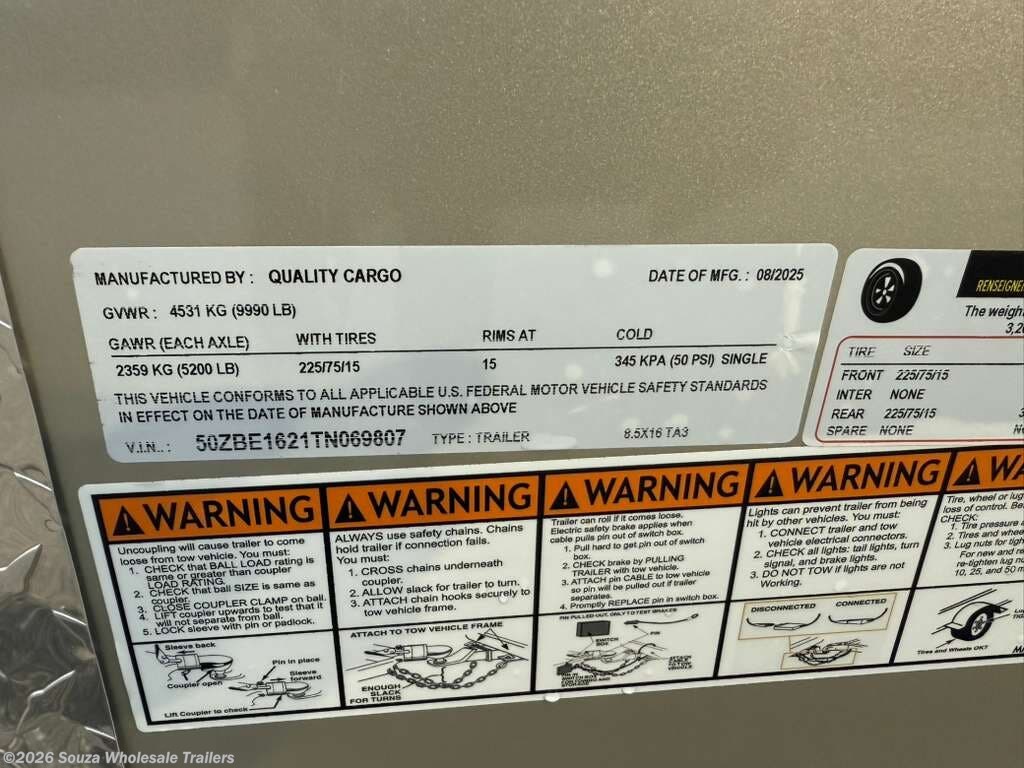 MANUFACTURED BY : QUALITY CARGO DATE OF MFG. : 08/2025
GVWR : 4531 KG (9990 LB)
GAWR (EACH AXLE) WITH TIRES RIMS AT COLD
2359 KG (5200 LB) 225/75/15 15 345 KPA (50 PSI) SINGLE
THIS VEHICLE CONFORMS TO ALL APPLICABLE U.S. FEDERAL MOTOR VEHICLE SAFETY STANDARDS
IN EFFECT ON THE DATE OF MANUFACTURE SHOWN ABOVE
V.I.N.. : 50ZBE1621TN069807 TYPE : TRAILER 8.5X16 TA3
The weigh
TIRE SIZE
FRONT 225/75/15
INTER NONE
REAR 225/75/15
SPARE NONE
WARNING
Uncoupling will cause trailer to come
loose from tow vehicle. You must:
1. CHECK that BALL LOAD rating is
same or greater than coupler
LOAD RATING.
2. CHECK that ball SIZE is same as
coupler.
3. CLOSE COUPLER CLAMP on ball.
4. LIFT coupler upwards to test that it
will not separate from ball.
5. LOCK sleeve with pin or padlock.
Sleeve back
Pin in place
Coupler open
Sleeve
forward
Lift Coupler to check
WARNING
ALWAYS use safety chains. Chains
hold trailer if connection fails.
You must:
1. CROSS chains underneath
coupler.
2. ALLOW slack for trailer to turn.
3. ATTACH chain hooks securely to
tow vehicle frame.
ATTACH TO TOW VEHICLE FRAME
ENOUGH
SLACK
FOR TURNS
WARNING
Trailer can roll if it comes loose.
Electric safety brake applies when
cable pulls pin out of switch box.
1. Pull hard to get pin out of switch
box.
2. CHECK brake by PULLING
TRAILER with tow vehicle.
3. ATTACH pin CABLE to tow vehicle
so pin will be pulled out if trailer
separates.
4. Promptly REPLACE pin in switch box.
PIN PULLED OUT, ONLY TO TEST BRAKES
SWITCH
BOX
PIN
WARNING
Lights can prevent trailer from being
hit by other vehicles. You must:
1. CONNECT trailer and tow
vehicle electrical connectors.
2. CHECK all lights: tail lights, turn
signal, and brake lights.
3. DO NOT TOW if lights are not
Working.
DISCONNECTED CONNECTED
Tire, wheel or lug
loss of control. Be
CHECK:
1. Tire pressure
2. Tires and whe
3. Lug nuts for tigh
For new and re
re-tighten lug nu
10, 25, and 50 m
Tires and Wheels OK?
©2026 Souza Wholesale Trailers